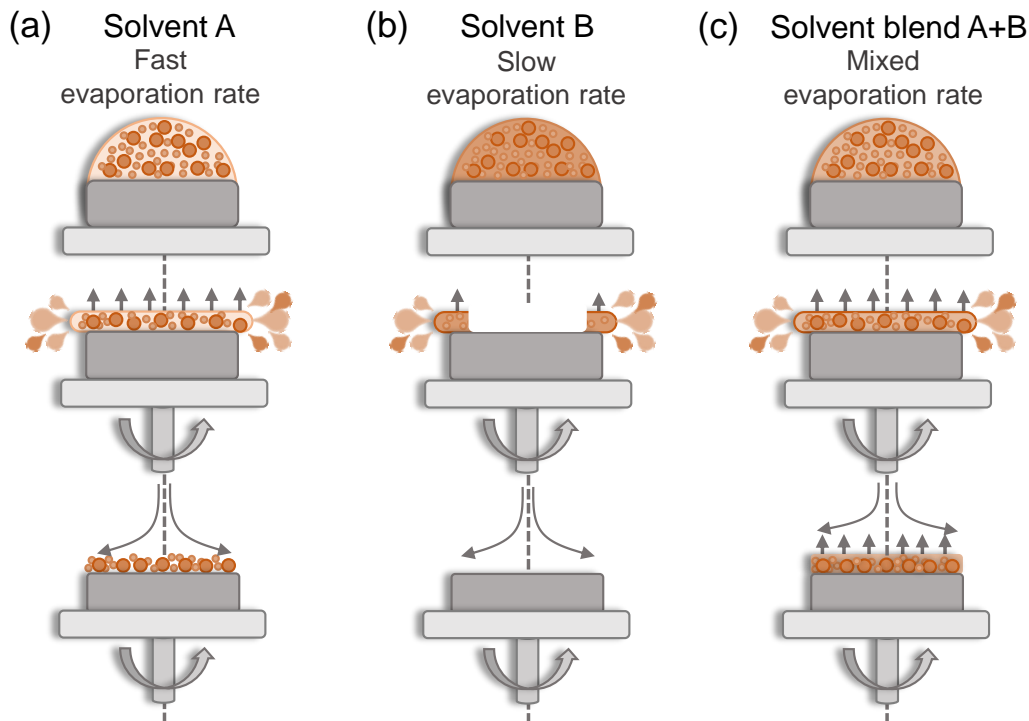 (a) Solvent A
Fast
evaporation rate
(b) Solvent B
Slow
evaporation rate
(c) Solvent blend A+B
Mixed
evaporation rate